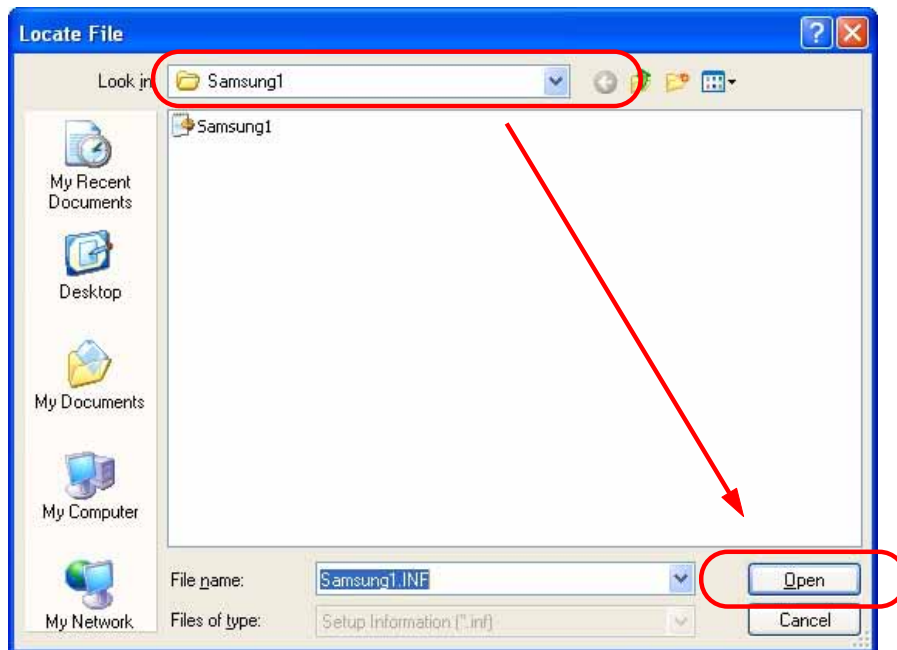 Locate File
Look in
Samsung1
Samsung1
My Recent
Documents
Desktop
My Documents
My Computer
My Network
File name:
Samsung1.INF
Open
Files of type:
Setup Information (*.inf)
Cancel